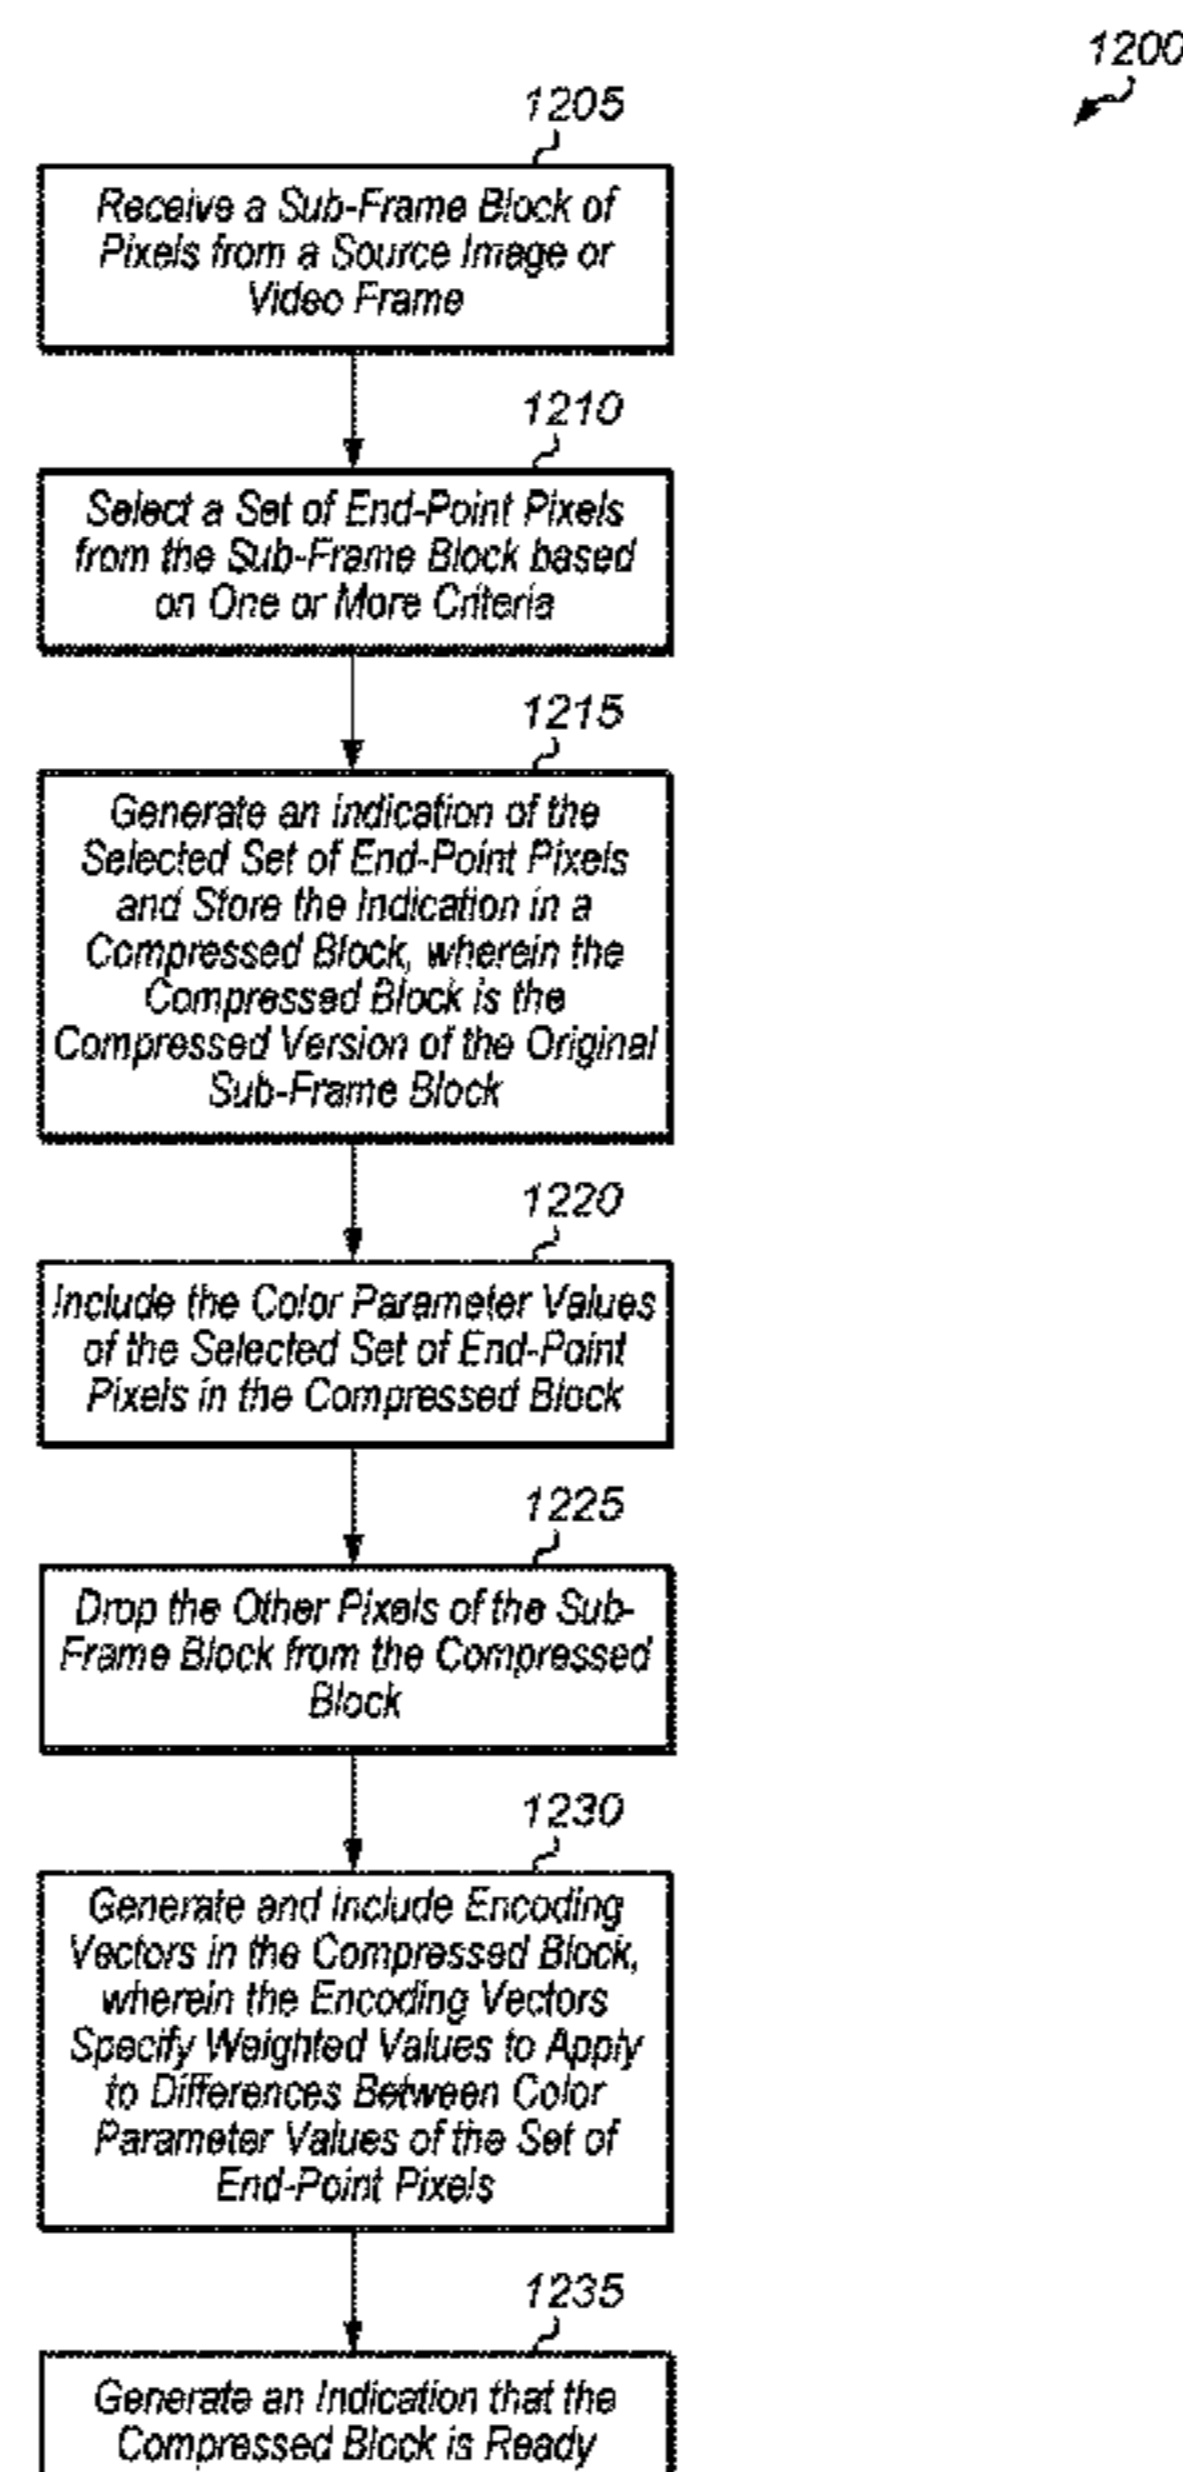 1200
1205
Receive a Sub-Frame Block of
Pixels from a Source Image or
Video Frame
1210
Select a Set of End-Point Pixels
from the Sub-Frame Block based
on One or More Criteria
1215
Generate an indication of the
Selected Set of End-Point Pixels
and Store the Indication in a
Compressed Block, wherein the
Compressed Block is the
Compressed Version of the Original
Sub-Frame Block
1220
Include the Color Parameter Values
of the Selected Set of End-Point
Pixels in the Compressed Block
1225
Drop the Other Pixels of the Sub-
Frame Block from the Compressed
Block
1230
Generate and Include Encoding
Vectors in the Compressed Block,
wherein the Encoding Vectors
Specify Weighted Values to Apply
to Differences Between Color
Parameter Values of the Set of
End-Point Pixels
1235
Generate an Indication that the
Compressed Block is Ready